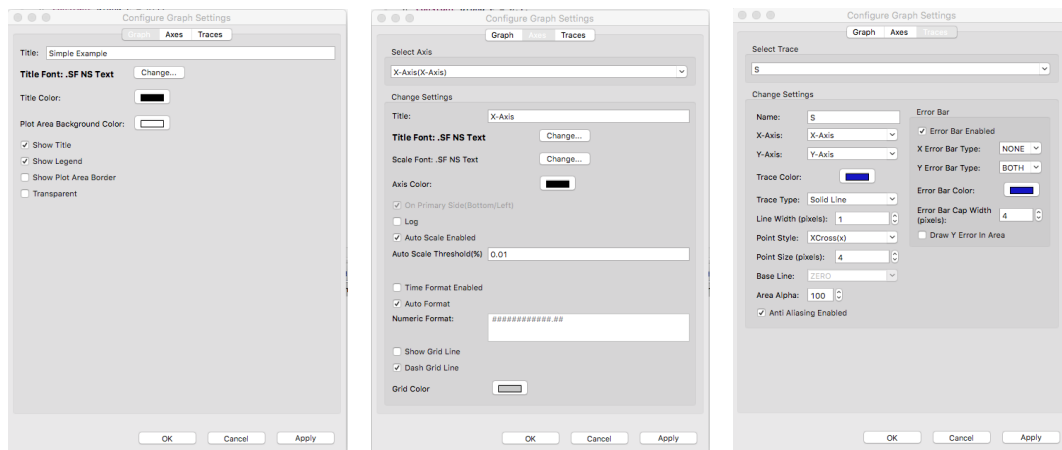 Configure Graph Settings
Graph Axes Traces
Title: Simple Example
Title Font: .SF NS Text Change...
Title Color:
Plot Area Background Color:
Show Title
Show Legend
Show Plot Area Border
Transparent
OK Cancel Apply
Configure Graph Settings
Graph Axes Traces
Select Axis
X-Axis(X-Axis)
Change Settings
Title: X-Axis
Title Font: .SF NS Text Change...
Scale Font: .SF NS Text Change...
Axis Color:
On Primary Side(Bottom/Left)
Log
Auto Scale Enabled
Auto Scale Threshold(%) 0.01
Time Format Enabled
Auto Format
Numeric Format: ############.##
Show Grid Line
Dash Grid Line
Grid Color
OK Cancel Apply
Configure Graph Settings
Graph Axes Traces
Select Trace
S
Change Settings
Name: S
X-Axis: X-Axis
Y-Axis: Y-Axis
Trace Color:
Trace Type: Solid Line
Line Width (pixels): 1
Point Style: XCross(x)
Point Size (pixels): 4
Base Line: ZERO
Area Alpha: 100
Anti Aliasing Enabled
Error Bar
Error Bar Enabled
X Error Bar Type: NONE
Y Error Bar Type: BOTH
Error Bar Color:
Error Bar Cap Width
(pixels): 4
Draw Y Error In Area
OK Cancel Apply